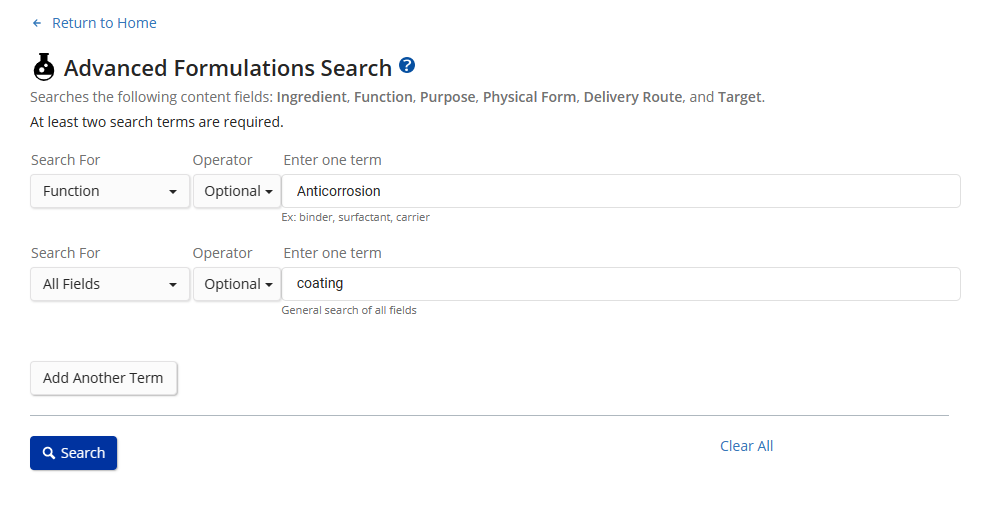 Return to Home
Advanced Formulations Search ?
Searches the following content fields: Ingredient, Function, Purpose, Physical Form, Delivery Route, and Target.
At least two search terms are required.
Search For Operator Enter one term
Function Optional Anticorrosion
Ex: binder, surfactant, carrier
Search For Operator Enter one term
All Fields Optional coating
General search of all fields
Add Another Term
Search Clear All